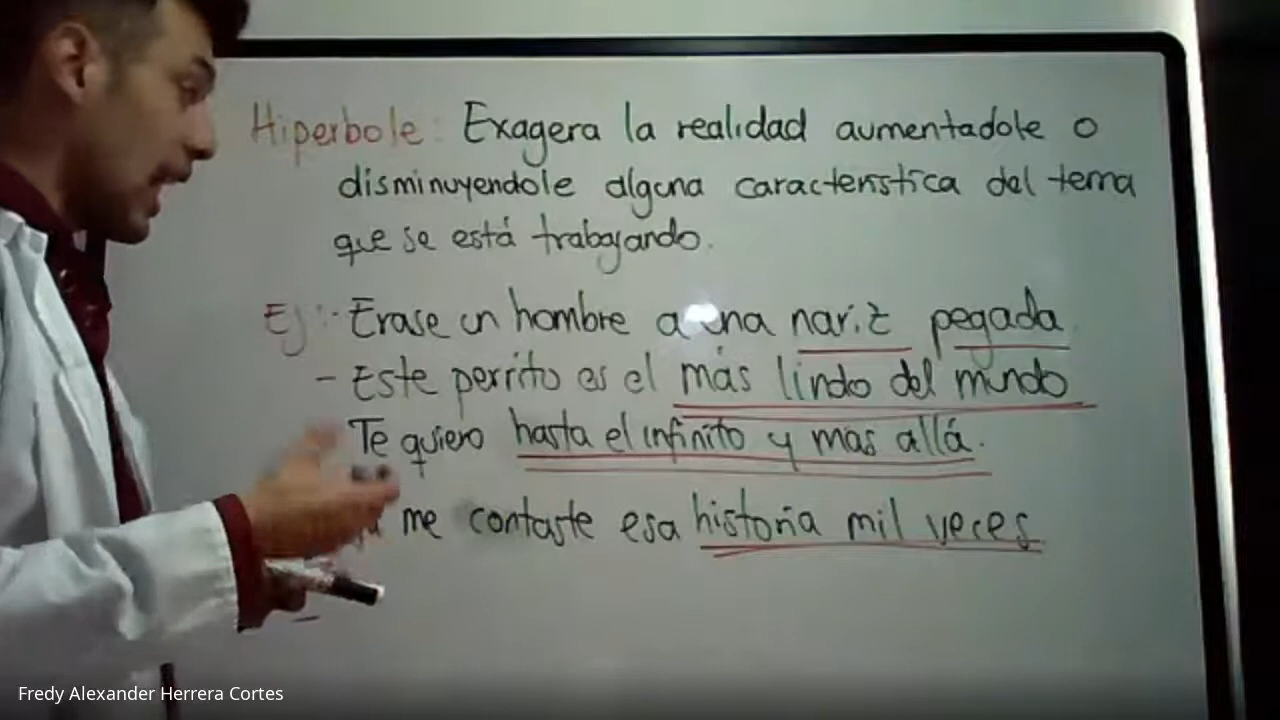 Hiperbole: Exagera la realidad aumentadole o
disminuyendole alguna caracteristica del tema
que se está trabajando.
Ej:- Erase un hombre a una nariz pegada
- Este perrito es el más lindo del mundo
Te quiero hasta el infinito y mas allá.
me contaste esa historia mil veces
Fredy Alexander Herrera Cortes